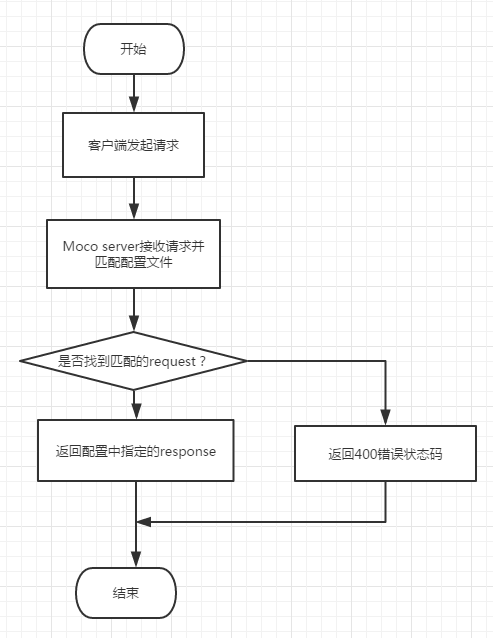 开始
客户端发起请求
Moco server接收请求并
匹配配置文件
是否找到匹配的request？
返回配置中指定的response
返回400错误状态码
结束